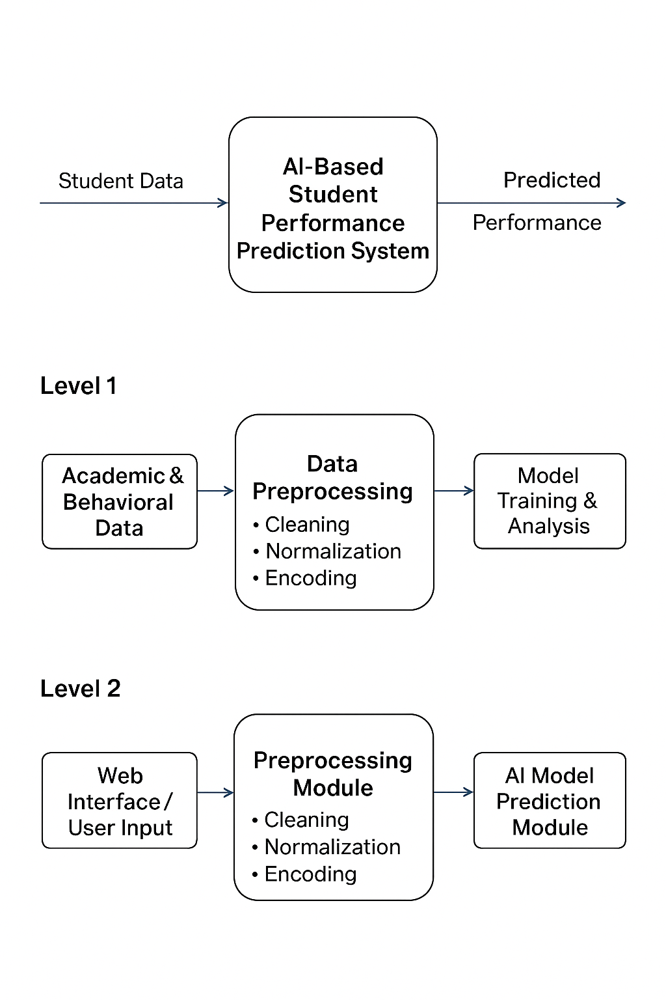 Student Data
AI-Based
Student
Performance
Prediction System
Predicted
Performance
Level 1
Academic &
Behavioral
Data
Data
Preprocessing
• Cleaning
• Normalization
• Encoding
Model
Training &
Analysis
Level 2
Web
Interface /
User Input
Preprocessing
Module
• Cleaning
• Normalization
• Encoding
AI Model
Prediction
Module